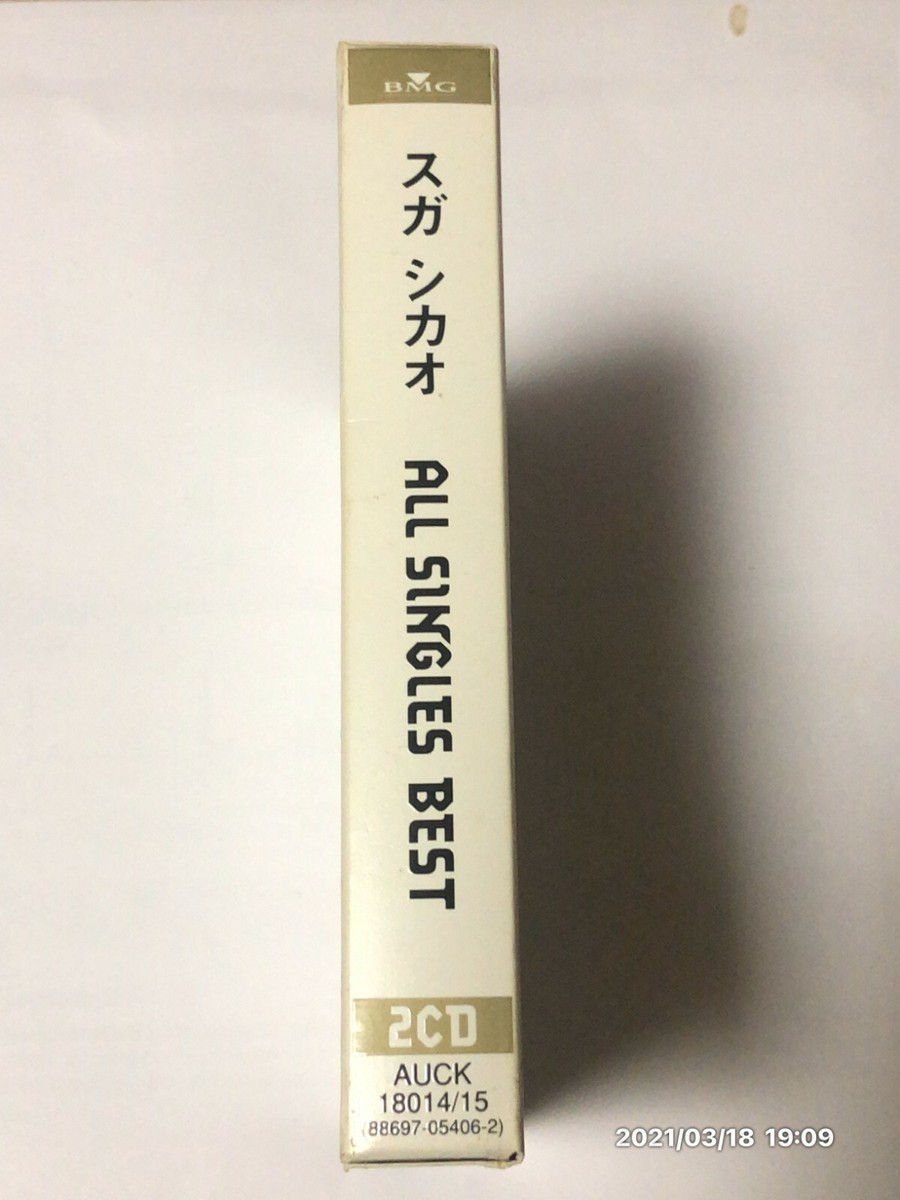 BMG
スガ シカオ
ALL SINGLES BEST
2CD
AUCK
18014/15
(88697-05406-2)
2021/03/18 19:09